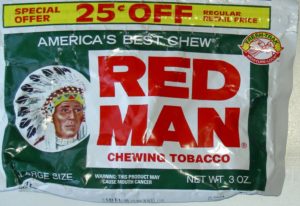 SPECIAL OFFER 25¢ OFF REGULAR RETAIL PRICE
AMERICA'S BEST CHEW®
RED
MAN®
CHEWING TOBACCO
LARGE SIZE
WARNING: THIS PRODUCT MAY
CAUSE MOUTH CANCER
NET WT. 3 OZ.